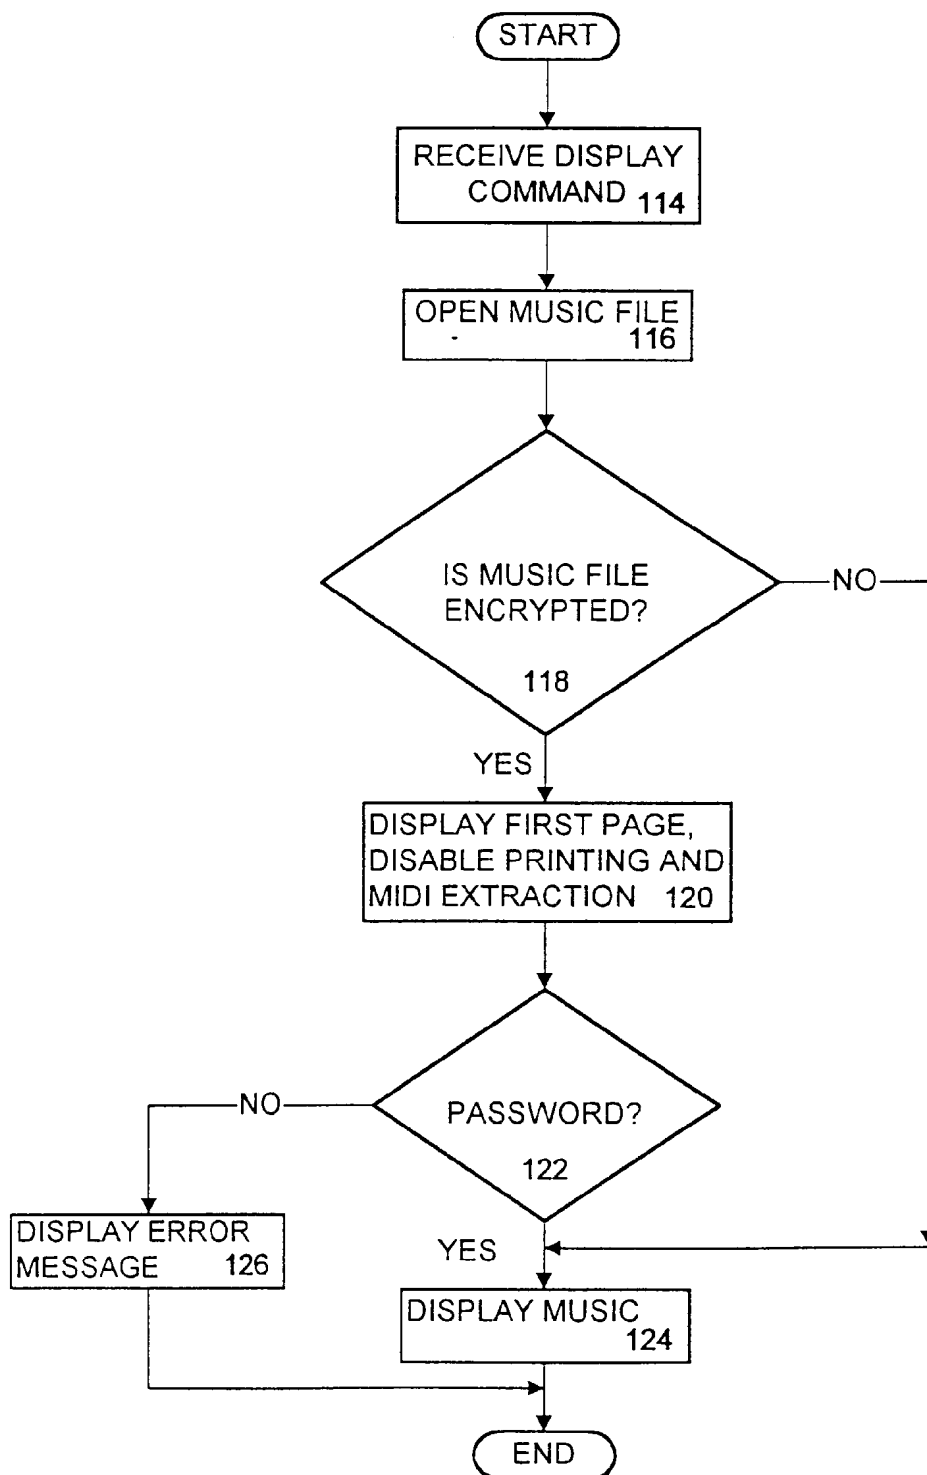 START
RECEIVE DISPLAY
COMMAND 114
OPEN MUSIC FILE
116
IS MUSIC FILE
ENCRYPTED?
118
NO
YES
DISPLAY FIRST PAGE,
DISABLE PRINTING AND
MIDI EXTRACTION 120
PASSWORD?
122
NO
DISPLAY ERROR
MESSAGE 126
YES
DISPLAY MUSIC
124
END